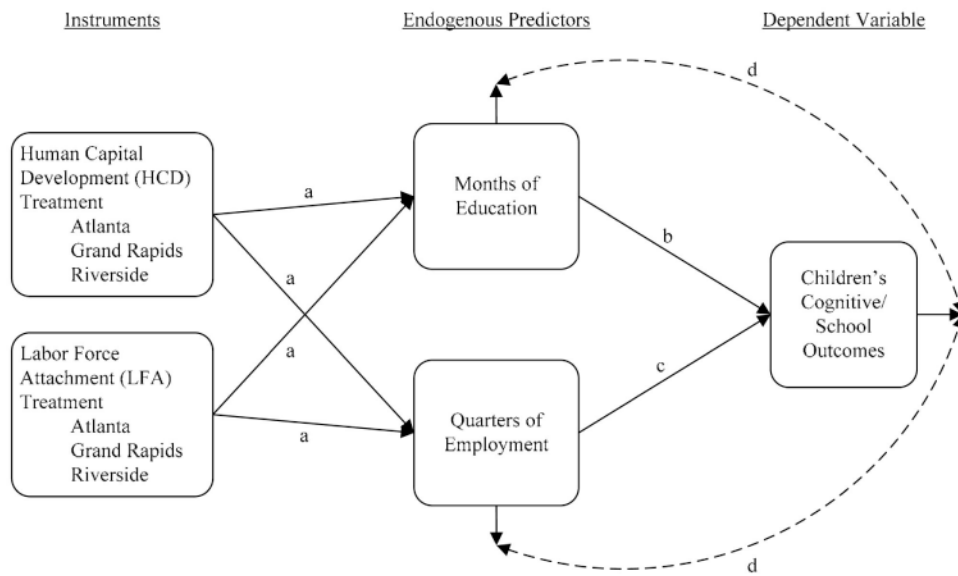 Instruments
Endogenous Predictors
Dependent Variable
d
Human Capital
Development (HCD)
Treatment
Atlanta
Grand Rapids
Riverside
a
Months of
Education
b
a
Children's
Cognitive/
School
Outcomes
a
Labor Force
Attachment (LFA)
Treatment
Atlanta
Grand Rapids
Riverside
a
Quarters of
Employment
c
d